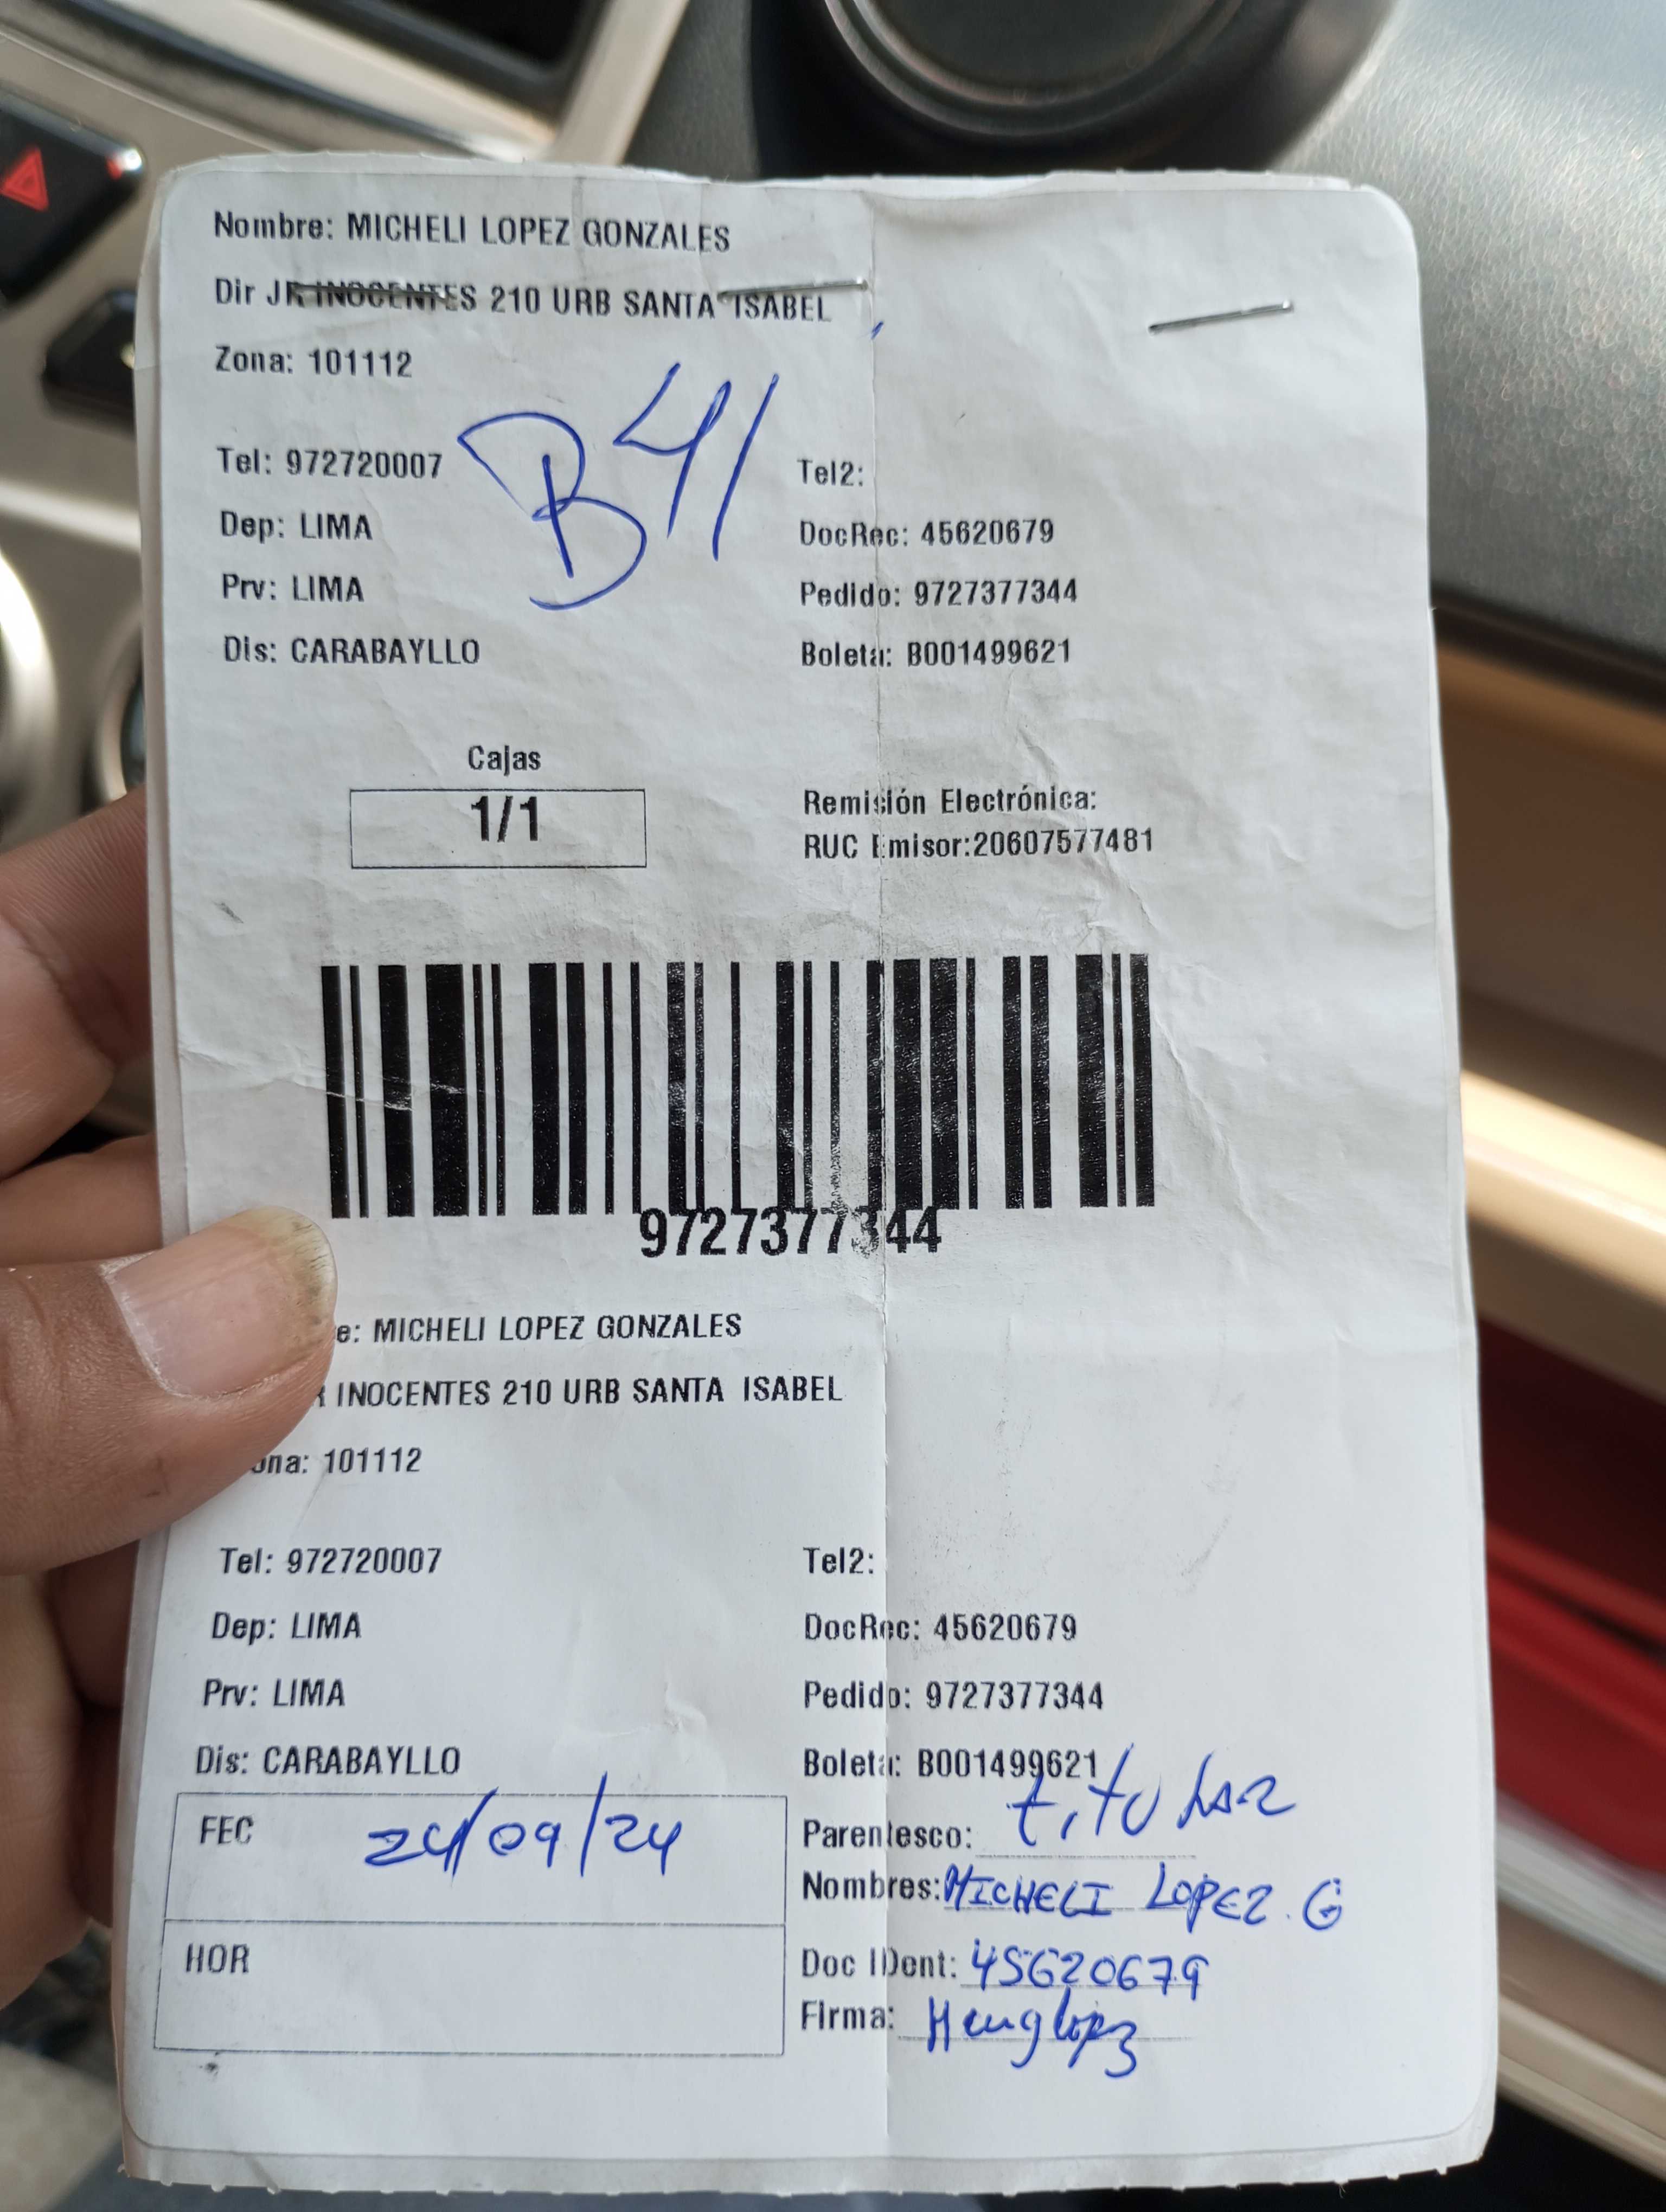 Nombre: MICHELI LOPEZ GONZALES
Dir JR INOCENTES 210 URB SANTA ISABEL
Zona: 101112
B41
Tel: 972720007 Tel2:
Dep: LIMA DocRec: 45620679
Prv: LIMA Pedido: 9727377344
Dis: CARABAYLLO Boleta: B001499621
Cajas
1/1
Remisión Electrónica:
RUC Emisor:20607577481
9727377344
e: MICHELI LOPEZ GONZALES
R INOCENTES 210 URB SANTA ISABEL
ona: 101112
Tel: 972720007 Tel2:
Dep: LIMA DocRec: 45620679
Prv: LIMA Pedido: 9727377344
Dis: CARABAYLLO Boleta: B001499621
FEC 24/09/24
Parentesco: titular
Nombres: MICHELI LOPEZ. G
HOR
Doc IDent: 45620679
Firma: